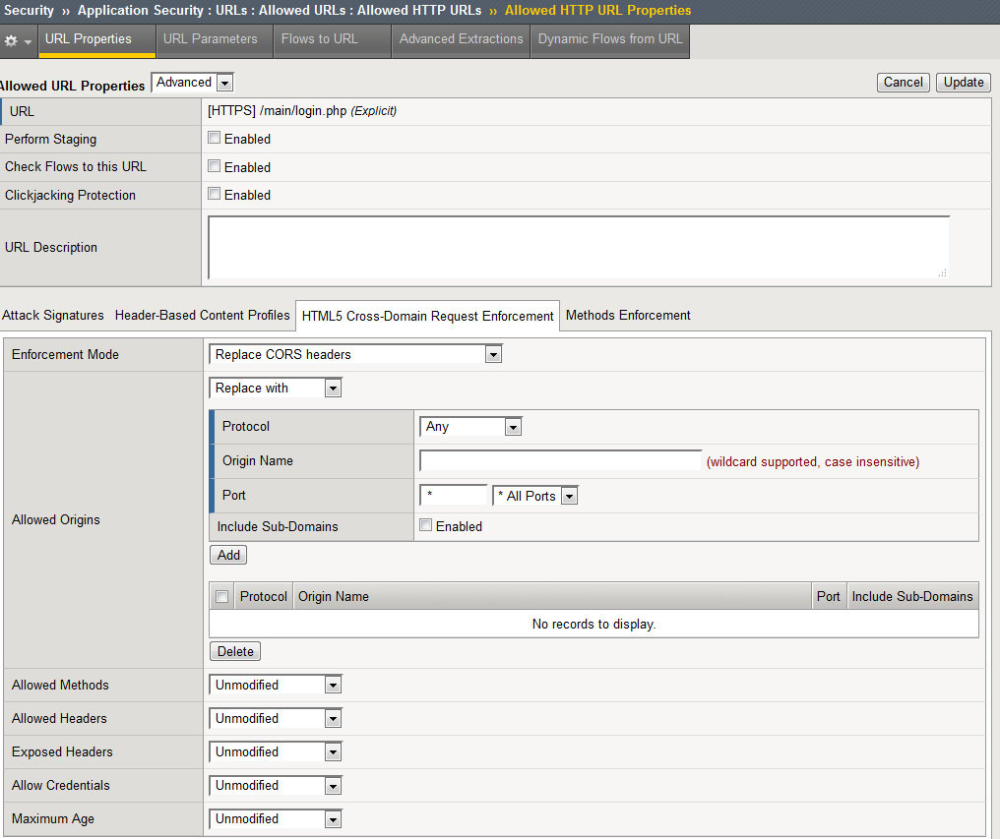 Security ›› Application Security : URLs : Allowed URLs : Allowed HTTP URLs ›› Allowed HTTP URL Properties
URL Properties URL Parameters Flows to URL Advanced Extractions Dynamic Flows from URL
Allowed URL Properties Advanced Cancel Update
URL [HTTPS] /main/login.php (Explicit)
Perform Staging Enabled
Check Flows to this URL Enabled
Clickjacking Protection Enabled
URL Description
Attack Signatures Header-Based Content Profiles HTML5 Cross-Domain Request Enforcement Methods Enforcement
Enforcement Mode Replace CORS headers
Allowed Origins
Replace with
Protocol Any
Origin Name (wildcard supported, case insensitive)
Port * * All Ports
Include Sub-Domains Enabled
Add
Protocol Origin Name Port Include Sub-Domains
No records to display.
Delete
Allowed Methods Unmodified
Allowed Headers Unmodified
Exposed Headers Unmodified
Allow Credentials Unmodified
Maximum Age Unmodified